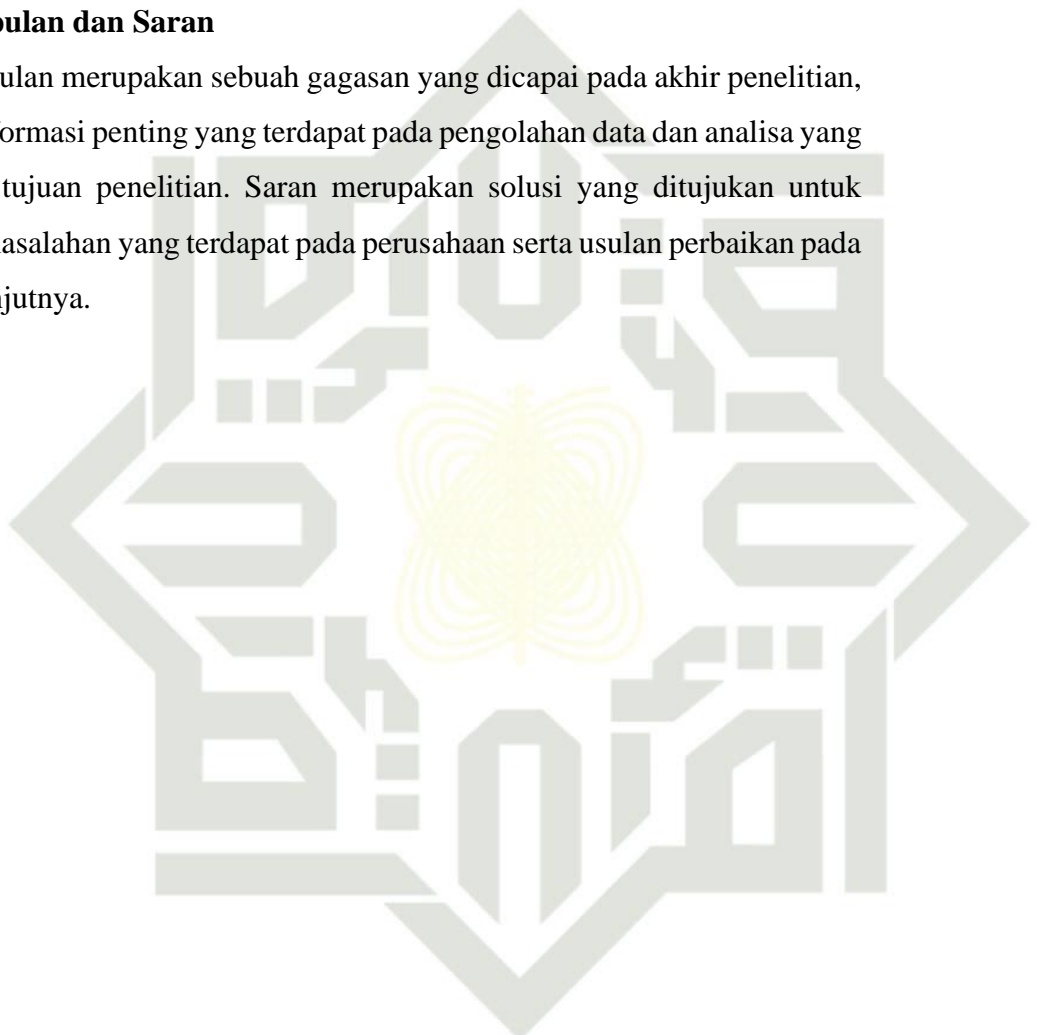 pulan dan Saran
ulan merupakan sebuah gagasan yang dicapai pada akhir penelitian,
formasi penting yang terdapat pada pengolahan data dan analisa yang
tujuan penelitian. Saran merupakan solusi yang ditujukan untuk
masalahan yang terdapat pada perusahaan serta usulan perbaikan pada
njutnya.